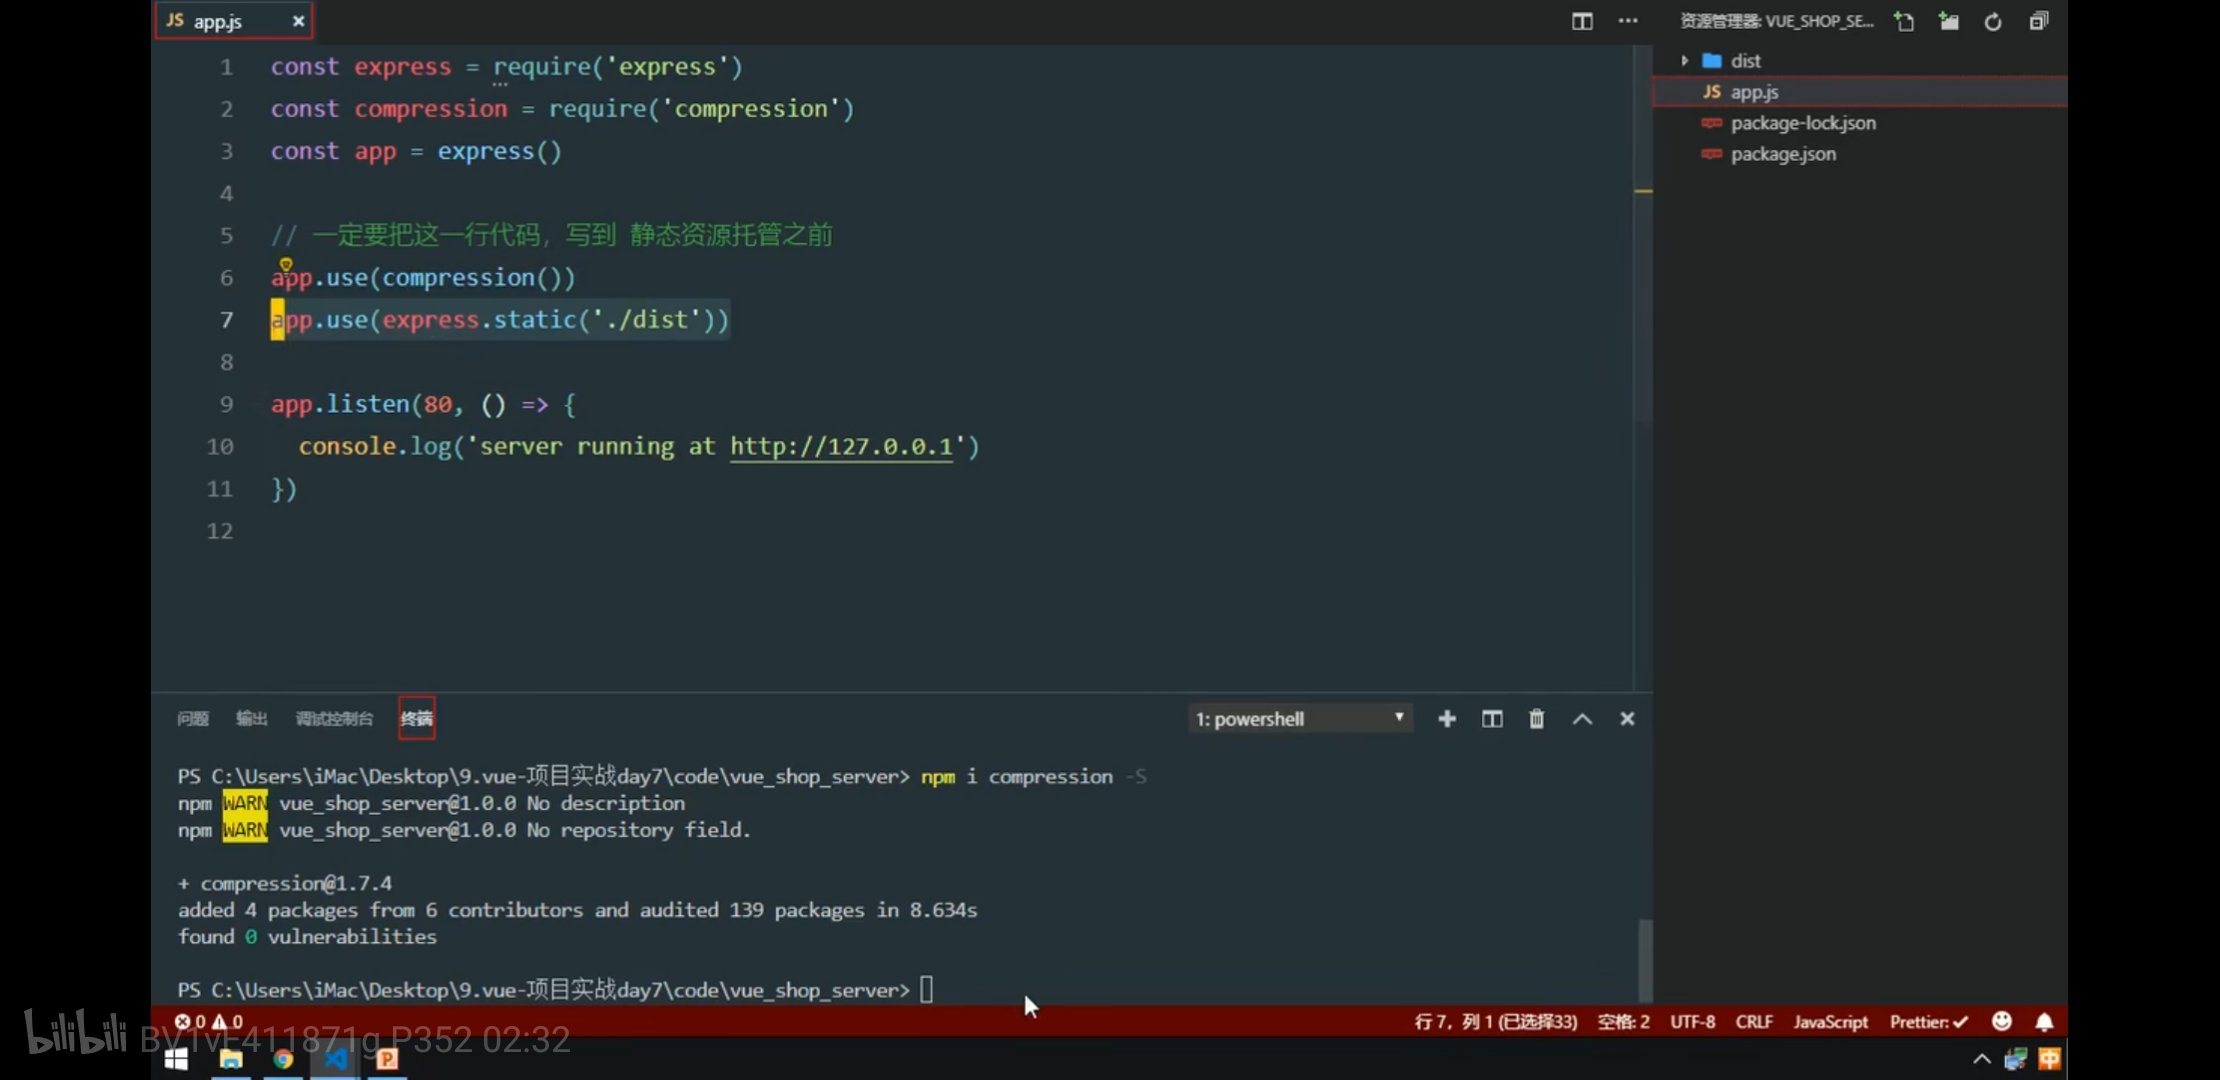 JS app.js ×
资源管理器: VUE_SHOP_SE...
1 const express = require('express')
2 const compression = require('compression')
3 const app = express()
4
5 // 一定要把这一行代码，写到 静态资源托管之前
6 app.use(compression())
7 app.use(express.static('./dist'))
8
9 app.listen(80, () => {
10 console.log('server running at http://127.0.0.1')
11 })
12
dist
JS app.js
package-lock.json
package.json
问题 输出 调试控制台 终端
1: powershell
PS C:\Users\iMac\Desktop\9.vue-项目实战day7\code\vue_shop_server> npm i compression -S
npm WARN vue_shop_server@1.0.0 No description
npm WARN vue_shop_server@1.0.0 No repository field.
+ compression@1.7.4
added 4 packages from 6 contributors and audited 139 packages in 8.634s
found 0 vulnerabilities
PS C:\Users\iMac\Desktop\9.vue-项目实战day7\code\vue_shop_server>
0 0
行 7，列 1 (已选择33) 空格: 2 UTF-8 CRLF JavaScript Prettier: ✓
bilibili BV1vE411871g P352 02:32
中